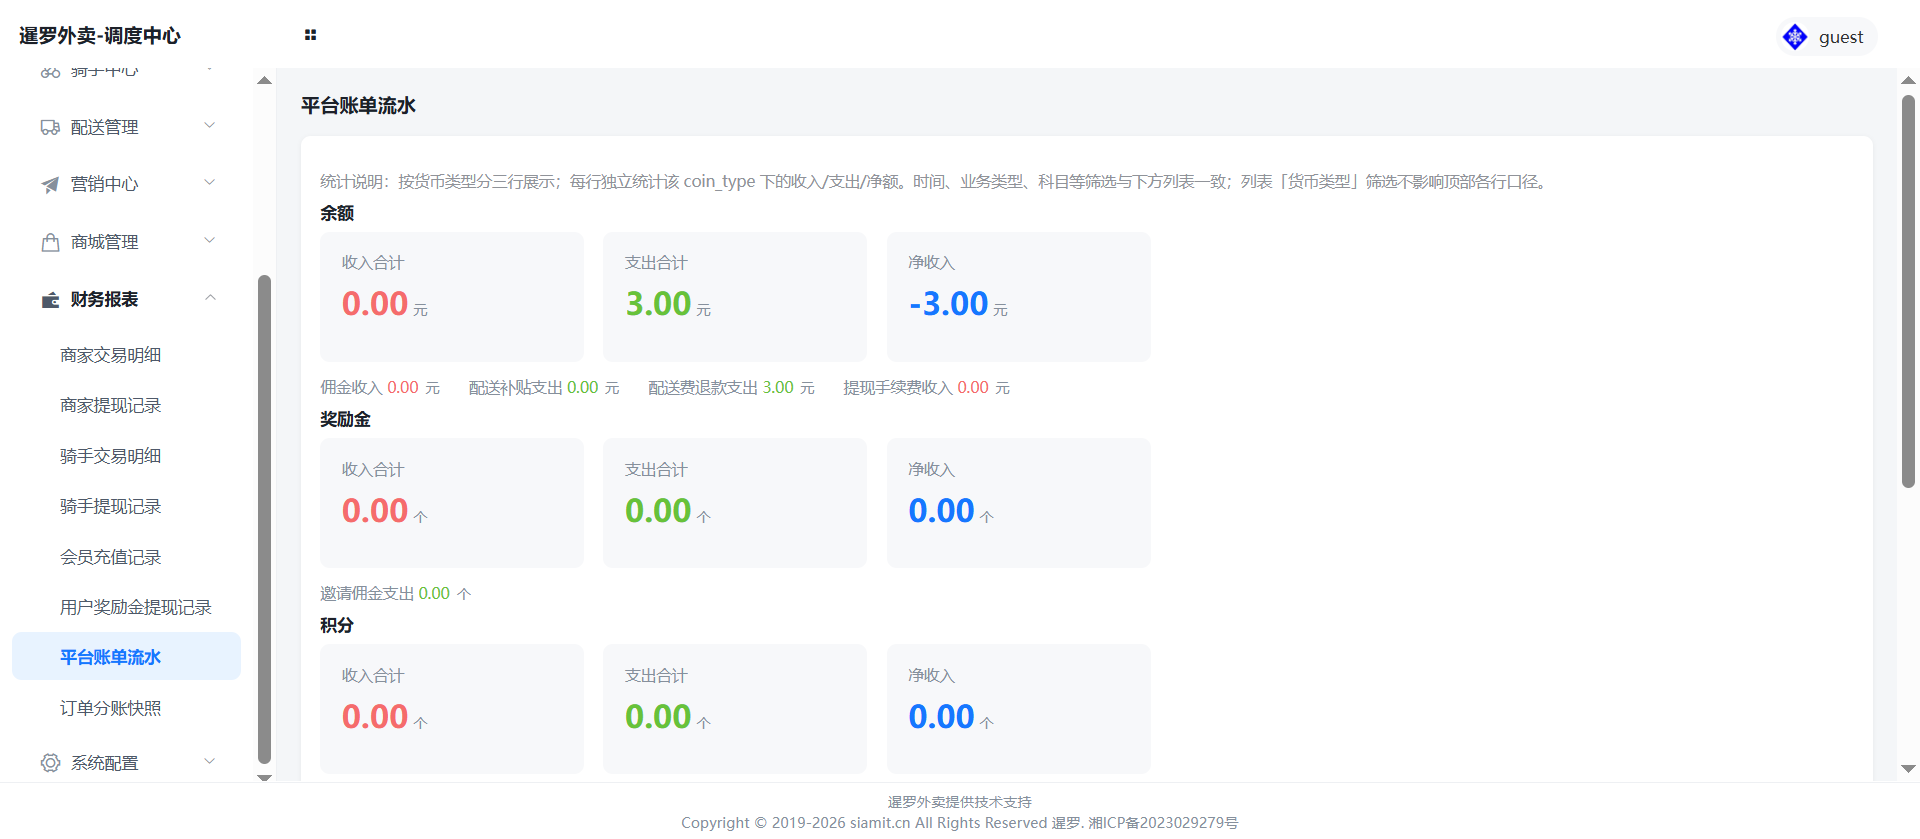 暹罗外卖-调度中心
guest
骑手中心
配送管理
营销中心
商城管理
财务报表
商家交易明细
商家提现记录
骑手交易明细
骑手提现记录
会员充值记录
用户奖励金提现记录
平台账单流水
订单分账快照
系统配置
平台账单流水
统计说明：按货币类型分三行展示；每行独立统计该 coin_type 下的收入/支出/净额。时间、业务类型、科目等筛选与下方列表一致；列表「货币类型」筛选不影响顶部各行口径。
余额
收入合计 支出合计 净收入
0.00 元 3.00 元 -3.00 元
佣金收入 0.00 元 配送补贴支出 0.00 元 配送费退款支出 3.00 元 提现手续费收入 0.00 元
奖励金
收入合计 支出合计 净收入
0.00 个 0.00 个 0.00 个
邀请佣金支出 0.00 个
积分
收入合计 支出合计 净收入
0.00 个 0.00 个 0.00 个
暹罗外卖提供技术支持
Copyright © 2019-2026 siamit.cn All Rights Reserved 暹罗. 湘ICP备2023029279号